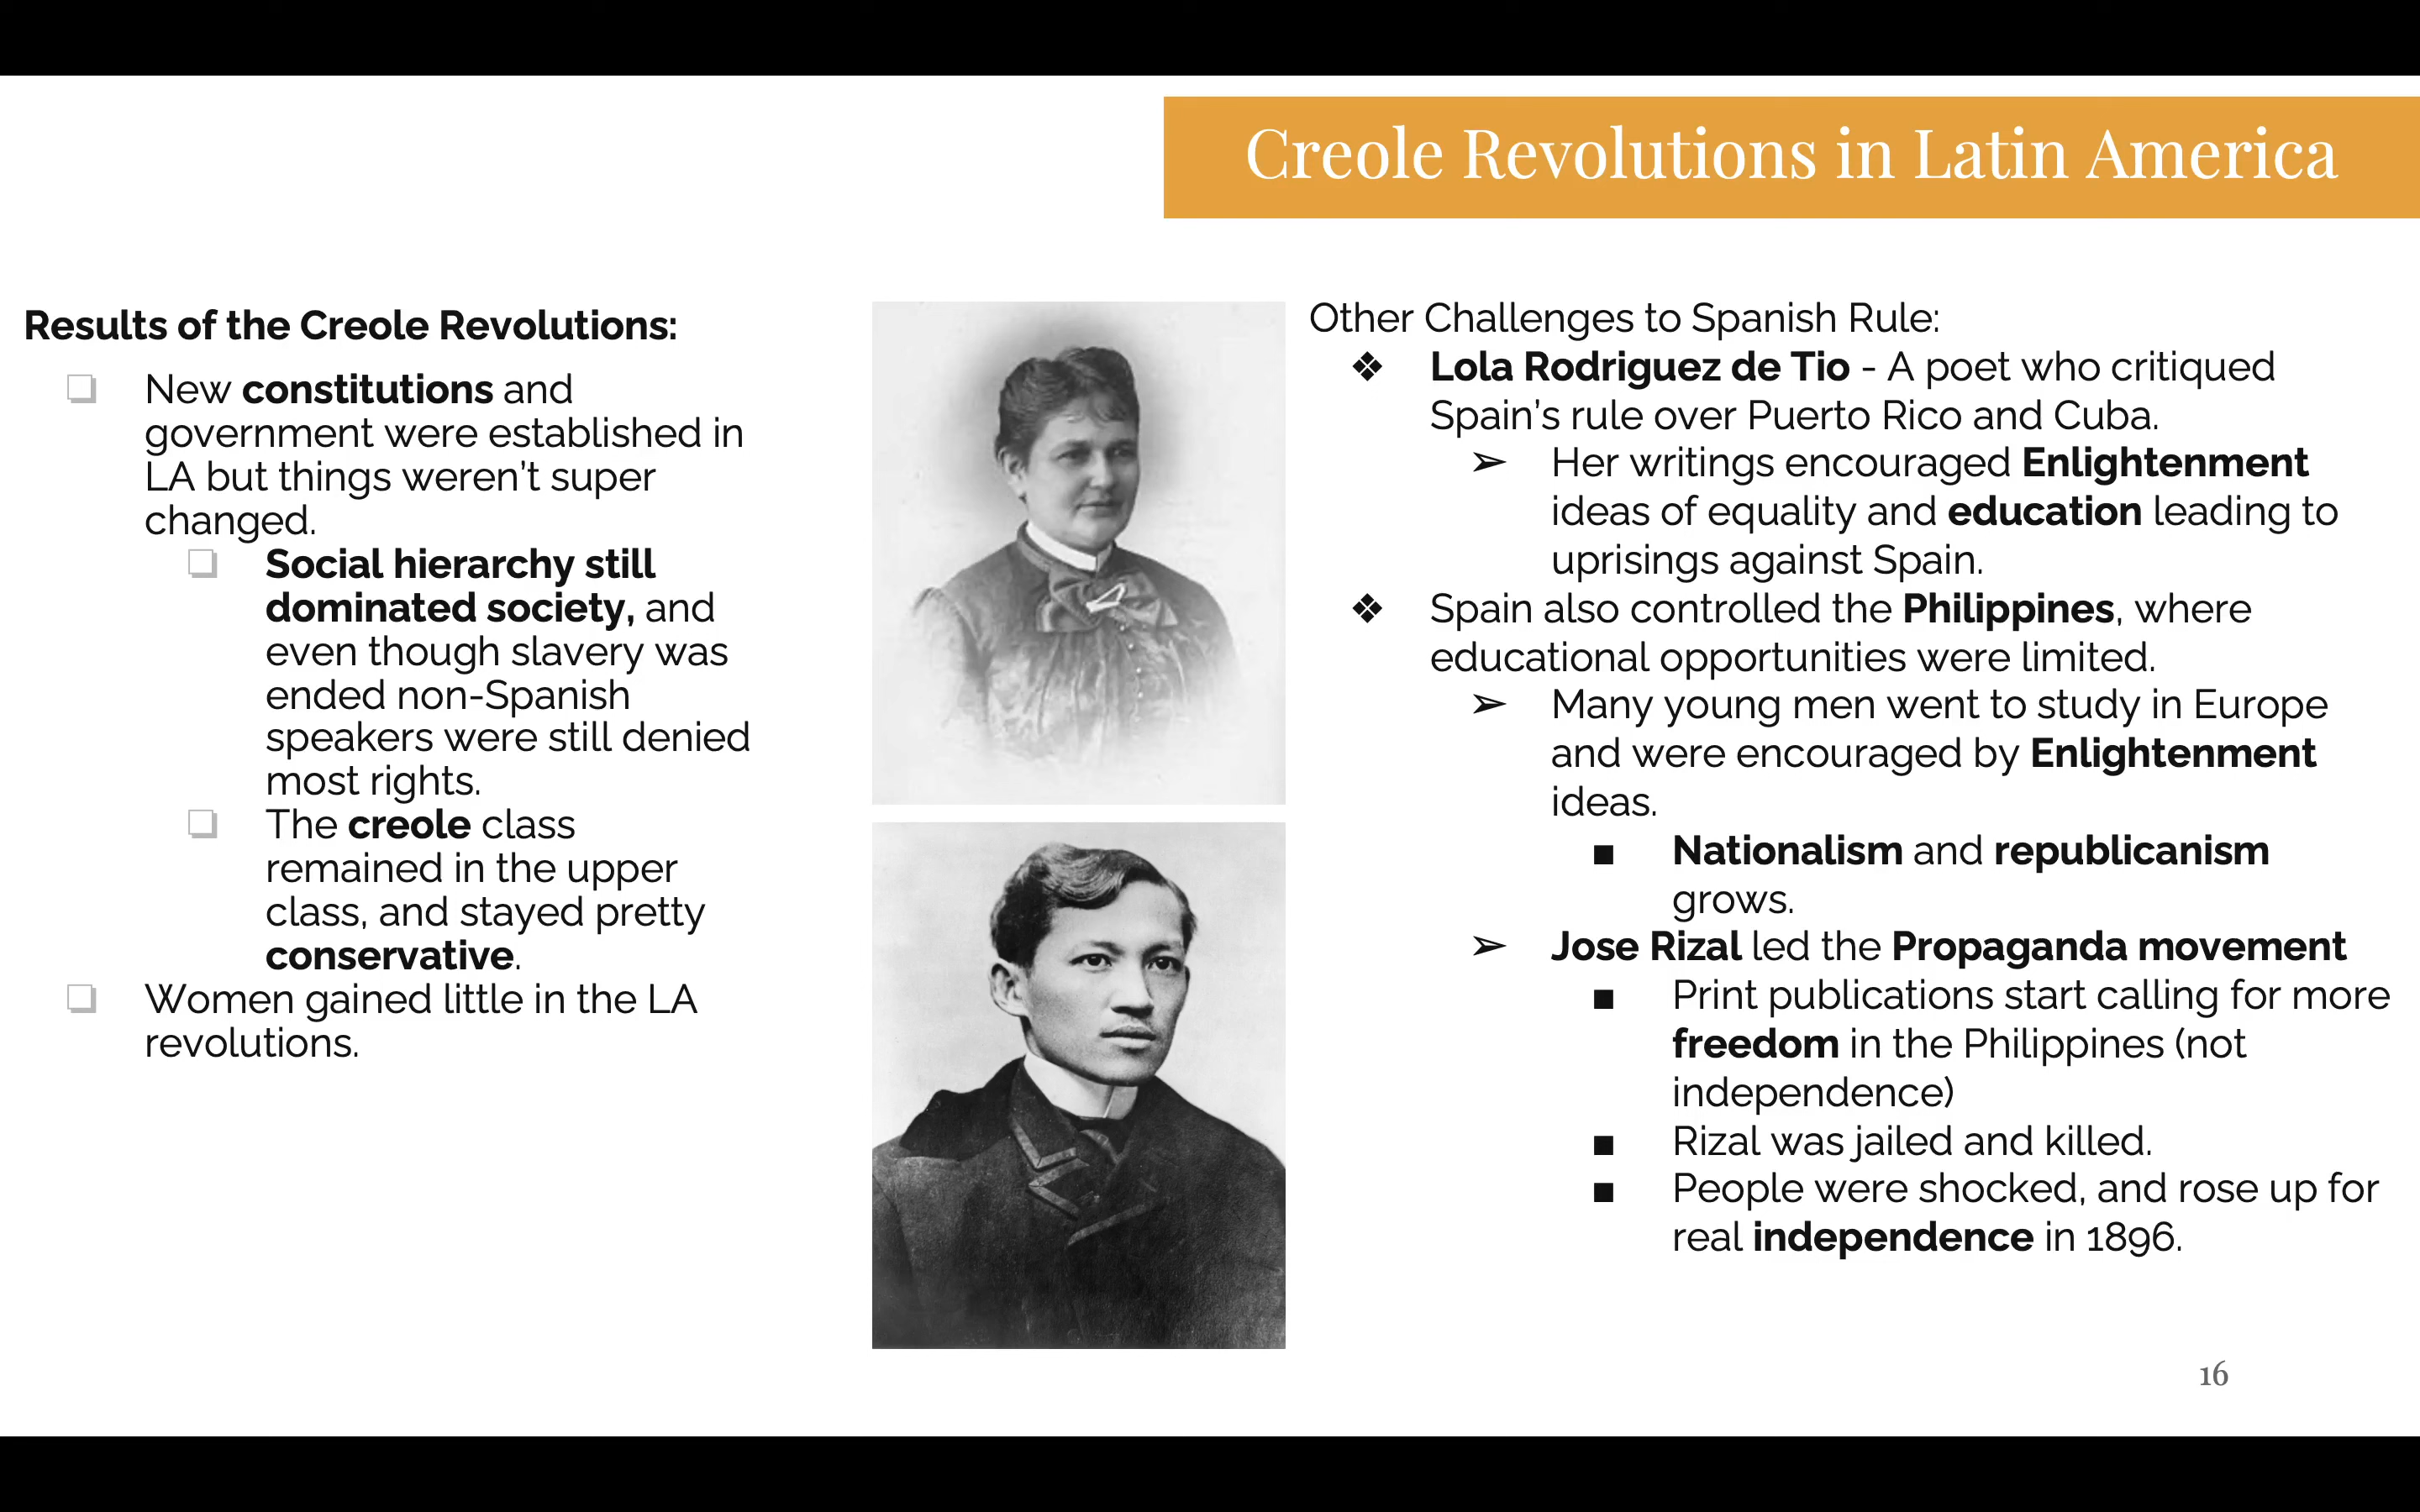 Creole Revolutions in Latin America
Results of the Creole Revolutions:
❏ New constitutions and
government were established in
LA but things weren't super
changed.
❏ Social hierarchy still
dominated society, and
even though slavery was
ended non-Spanish
speakers were still denied
most rights.
❏ The creole class
remained in the upper
class, and stayed pretty
conservative.
❏ Women gained little in the LA
revolutions.
Other Challenges to Spanish Rule:
❖ Lola Rodriguez de Tio - A poet who critiqued
Spain's rule over Puerto Rico and Cuba.
➢ Her writings encouraged Enlightenment
ideas of equality and education leading to
uprisings against Spain.
❖ Spain also controlled the Philippines, where
educational opportunities were limited.
➢ Many young men went to study in Europe
and were encouraged by Enlightenment
ideas.
■ Nationalism and republicanism
grows.
➢ Jose Rizal led the Propaganda movement
■ Print publications start calling for more
freedom in the Philippines (not
independence)
■ Rizal was jailed and killed.
■ People were shocked, and rose up for
real independence in 1896.
16